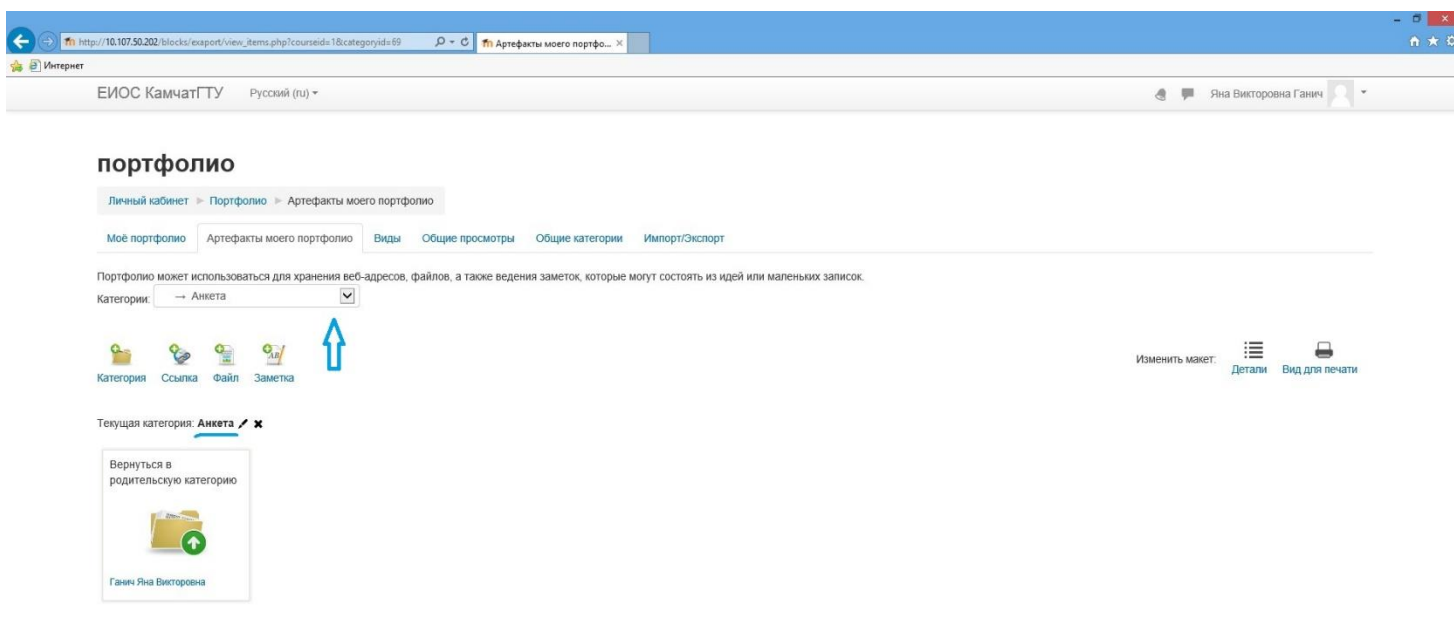 http://10.107.50.202/blocks/exaport/view_items.php?courseid=1&categoryid=69
Артефакты моего портфо...
Интернет
ЕИОС КамчатГТУ Русский (ru)
Яна Викторовна Ганич
портфолио
Личный кабинет Портфолио Артефакты моего портфолио
Моё портфолио Артефакты моего портфолио Виды Общие просмотры Общие категории Импорт/Экспорт
Портфолио может использоваться для хранения веб-адресов, файлов, а также ведения заметок, которые могут состоять из идей или маленьких записок.
Категории: → Анкета
Категория Ссылка Файл Заметка
Изменить макет: Детали Вид для печати
Текущая категория: Анкета
Вернуться в
родительскую категорию
Ганич Яна Викторовна